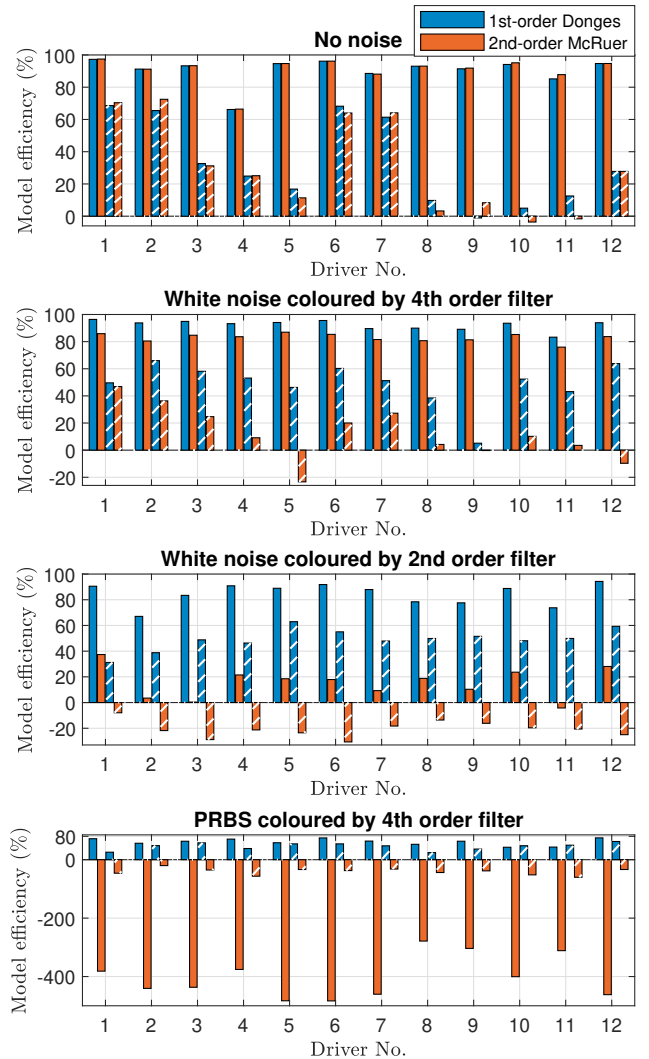 1st-order Donges
2nd-order McRuer
No noise
Model efficiency (%)
100
80
60
40
20
0
1 2 3 4 5 6 7 8 9 10 11 12
Driver No.
White noise coloured by 4th order filter
Model efficiency (%)
100
80
60
40
20
0
-20
1 2 3 4 5 6 7 8 9 10 11 12
Driver No.
White noise coloured by 2nd order filter
Model efficiency (%)
100
80
60
40
20
0
-20
1 2 3 4 5 6 7 8 9 10 11 12
Driver No.
PRBS coloured by 4th order filter
Model efficiency (%)
80
0
-200
-400
1 2 3 4 5 6 7 8 9 10 11 12
Driver No.